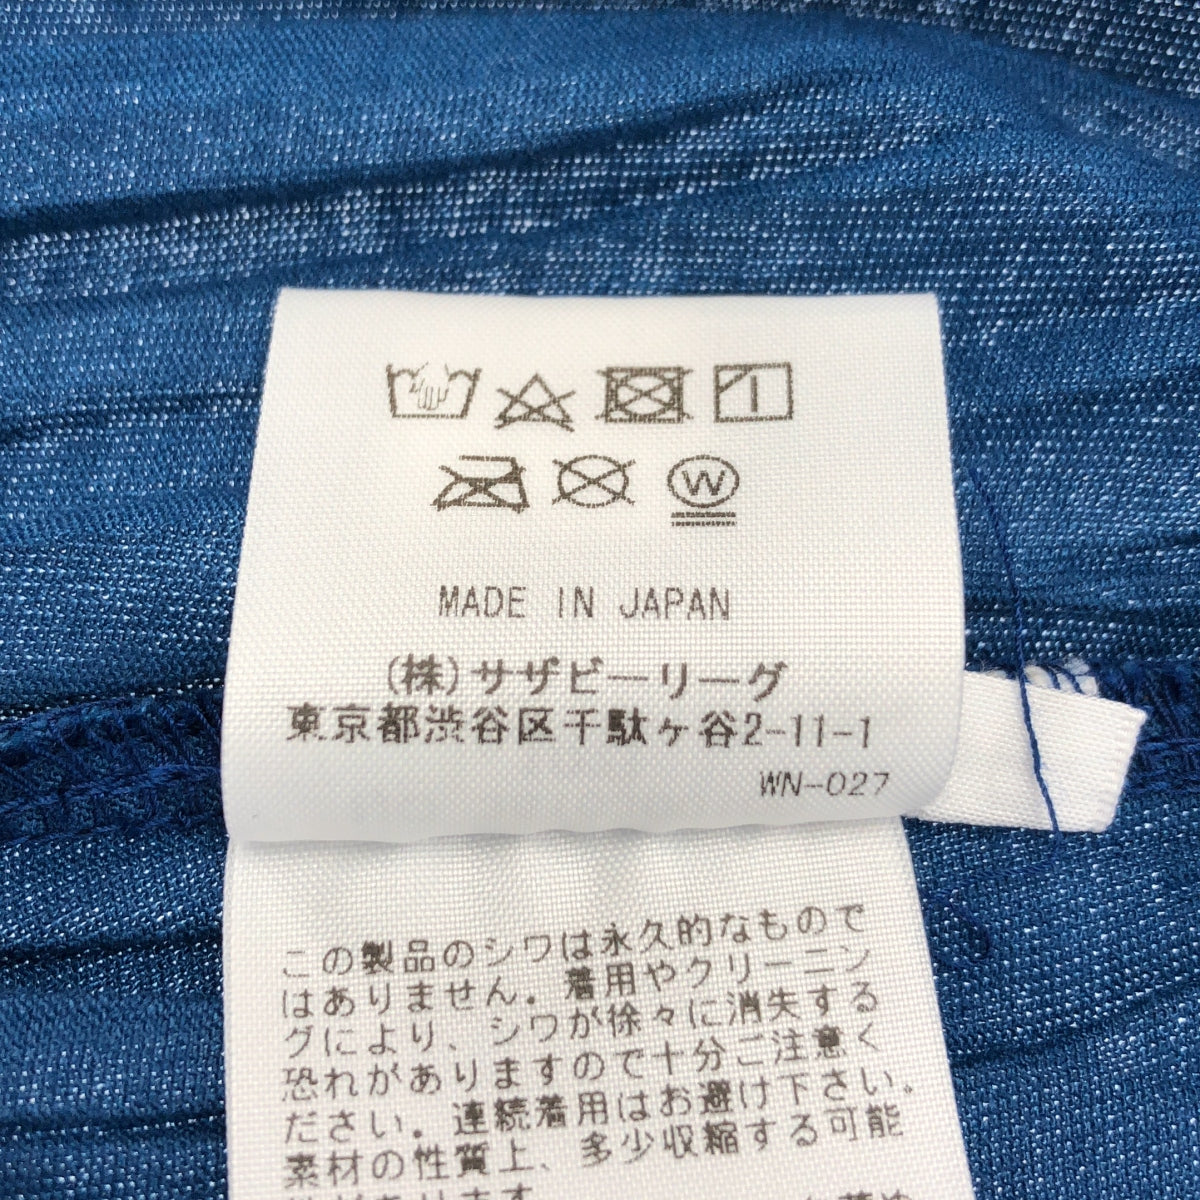 W
MADE IN JAPAN
(株)サザビーリーグ
東京都渋谷区千駄ヶ谷2-11-1
WN-027
この製品のシワは永久的なもので
はありません。着用やクリーニン
グにより、シワが徐々に消失する
恐れがありますので十分ご注意く
ださい。連続着用はお避け下さい。
素材の性質上、多少収縮する可能